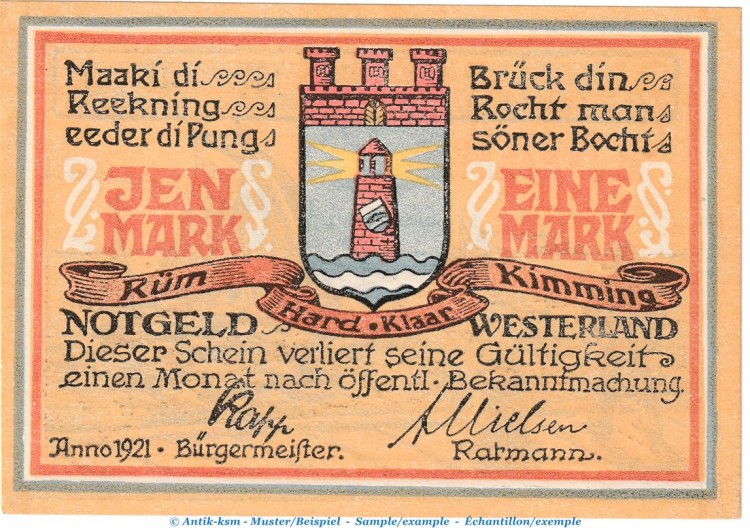 Maaki di
Reekning
eeder di Pung
Brück din
Rocht man
söner Bocht
JEN
MARK
EINE
MARK
Rüm Hard · Klaar Kimming
NOTGELD WESTERLAND
Dieser Schein verliert seine Gültigkeit
einen Monat nach öffentl. Bekanntmachung.
Rapp
A Nielsen
Anno 1921 · Bürgermeister. Ratmann.
© Antik-ksm - Muster/Beispiel - Sample/example - Échantillon/exemple